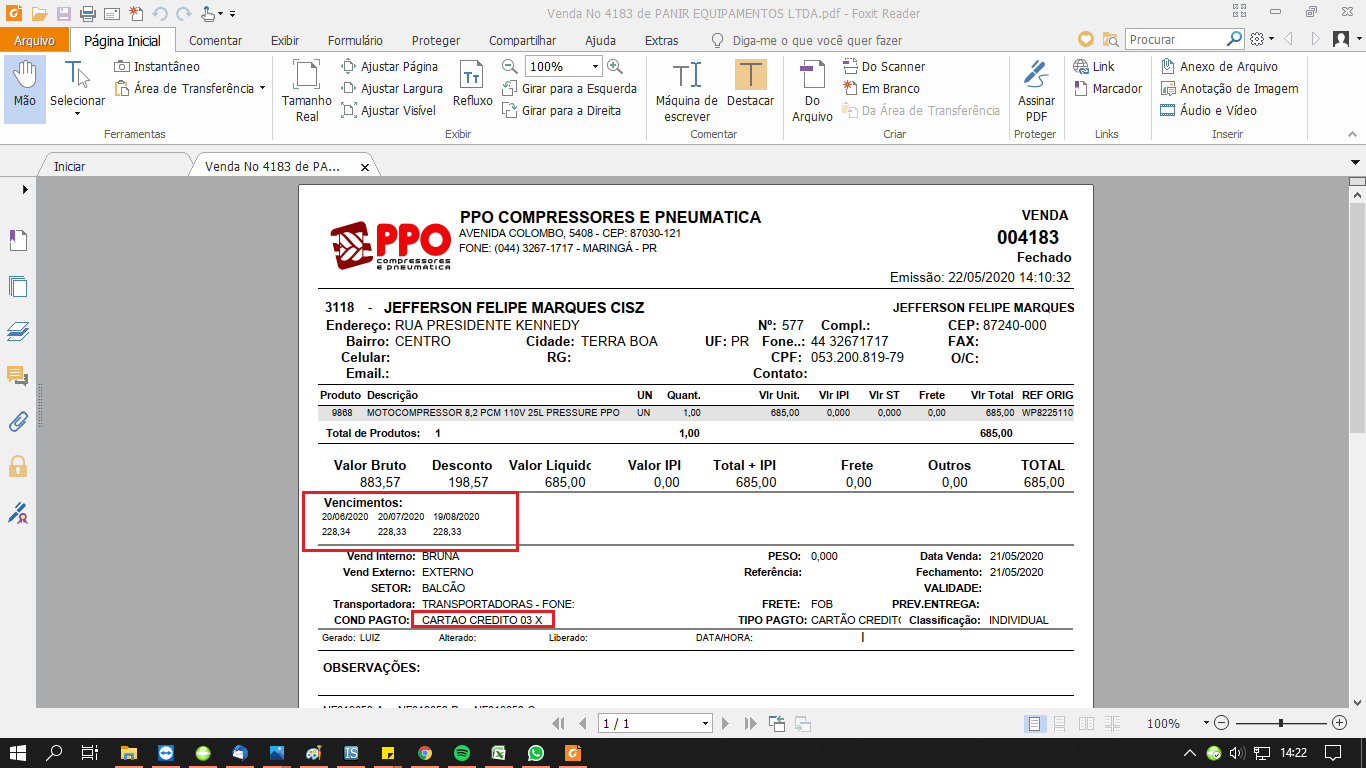 Venda No 4183 de PANIR EQUIPAMENTOS LTDA.pdf - Foxit Reader
Arquivo Página Inicial Comentar Exibir Formulário Proteger Compartilhar Ajuda Extras Diga-me o que você quer fazer Procurar
Mão
Selecionar
Instantâneo
Área de Transferência
Ferramentas
Tamanho Real
Ajustar Página
Ajustar Largura
Ajustar Visível
Refluxo
100%
Girar para a Esquerda
Girar para a Direita
Exibir
Máquina de escrever
Destacar
Comentar
Do Arquivo
Do Scanner
Em Branco
Da Área de Transferência
Criar
Assinar PDF
Proteger
Link
Marcador
Links
Anexo de Arquivo
Anotação de Imagem
Áudio e Vídeo
Inserir
Iniciar Venda No 4183 de PA...
PPO
compressores
e pneumática
PPO COMPRESSORES E PNEUMATICA
AVENIDA COLOMBO, 5408 - CEP: 87030-121
FONE: (044) 3267-1717 - MARINGÁ - PR
VENDA
004183
Fechado
Emissão: 22/05/2020 14:10:32
3118 - JEFFERSON FELIPE MARQUES CISZ JEFFERSON FELIPE MARQUES
Endereço: RUA PRESIDENTE KENNEDY Nº: 577 Compl.: CEP: 87240-000
Bairro: CENTRO Cidade: TERRA BOA UF: PR Fone..: 44 32671717 FAX:
Celular: RG: CPF: 053.200.819-79 O/C:
Email.: Contato:
Produto Descrição UN Quant. Vlr Unit. Vlr IPI Vlr ST Frete Vlr Total REF ORIG
9868 MOTOCOMPRESSOR 8,2 PCM 110V 25L PRESSURE PPO UN 1,00 685,00 0,000 0,000 0,00 685,00 WP8225110
Total de Produtos: 1 1,00 685,00
Valor Bruto Desconto Valor Liquido Valor IPI Total + IPI Frete Outros TOTAL
883,57 198,57 685,00 0,00 685,00 0,00 0,00 685,00
Vencimentos:
20/06/2020 20/07/2020 19/08/2020
228,34 228,33 228,33
Vend Interno: BRUNA PESO: 0,000 Data Venda: 21/05/2020
Vend Externo: EXTERNO Referência: Fechamento: 21/05/2020
SETOR: BALCÃO VALIDADE:
Transportadora: TRANSPORTADORAS - FONE: FRETE: FOB PREV.ENTREGA:
COND PAGTO: CARTAO CREDITO 03 X TIPO PAGTO: CARTÃO CREDITO Classificação: INDIVIDUAL
Gerado: LUIZ Alterado: Liberado: DATA/HORA:
OBSERVAÇÕES:
1 / 1 100%
14:22